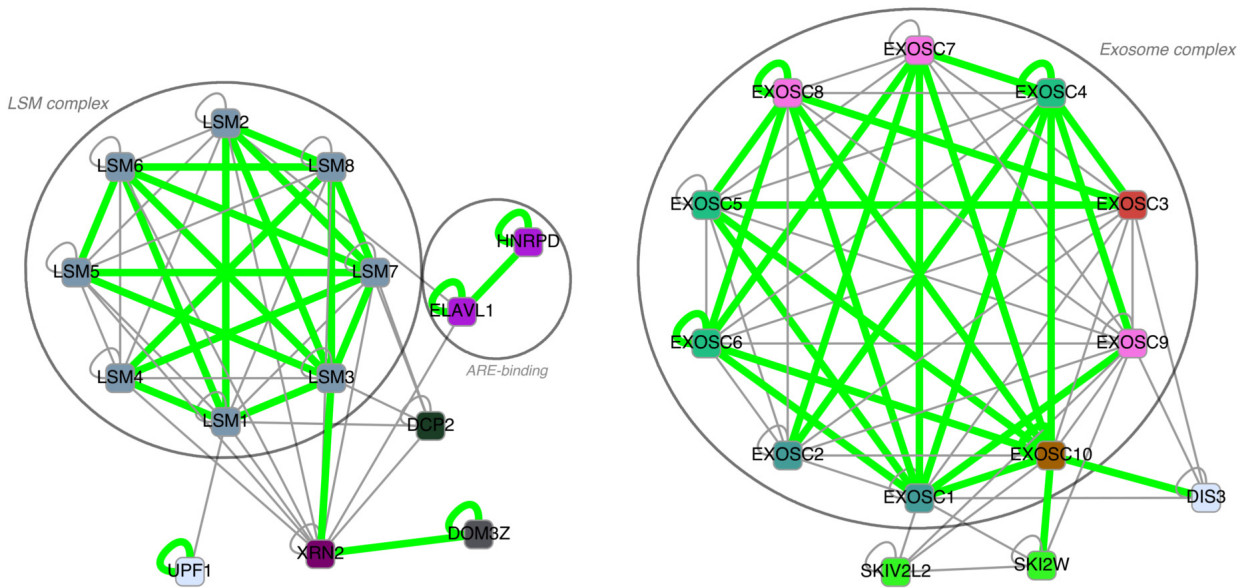 LSM complex
LSM2
LSM6
LSM8
LSM5
LSM7
LSM4
LSM3
LSM1
HNRPD
ELAVL1
ARE-binding
DCP2
DOM3Z
XRN2
UPF1
Exosome complex
EXOSC7
EXOSC8
EXOSC4
EXOSC5
EXOSC3
EXOSC6
EXOSC9
EXOSC2
EXOSC10
EXOSC1
DIS3
SKIV2L2
SKI2W